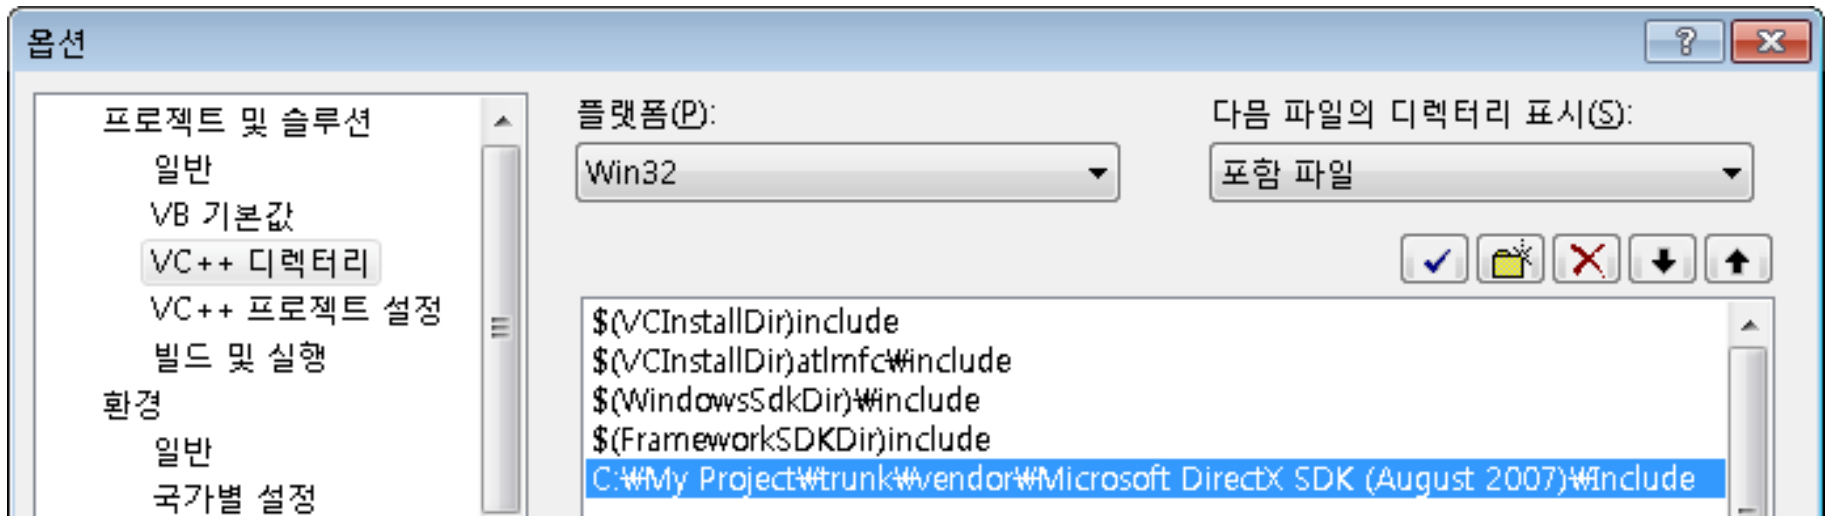 옵션
프로젝트 및 솔루션
일반
VB 기본값
VC++ 디렉터리
VC++ 프로젝트 설정
빌드 및 실행
환경
일반
국가별 설정
플랫폼(P):
Win32
다음 파일의 디렉터리 표시(S):
포함 파일
$(VCInstallDir)include
$(VCInstallDir)atlmfc₩include
$(WindowsSdkDir)₩include
$(FrameworkSDKDir)include
C:₩My Project₩trunk₩vendor₩Microsoft DirectX SDK (August 2007)₩Include